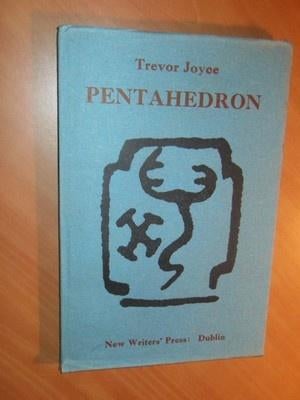 Trevor Joyce
PENTAHEDRON
New Writers' Press: Dublin